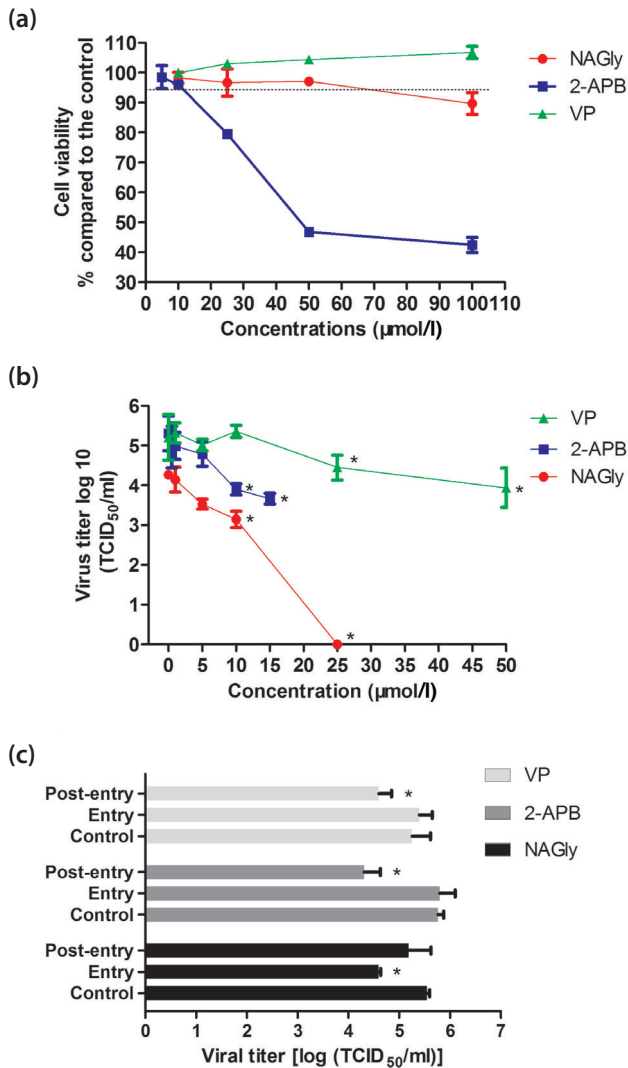 (a)
110
100
90
80
70
60
50
40
30
Cell viability
% compared to the control
0 10 20 30 40 50 60 70 80 90 100110
Concentrations (µmol/l)
NAGly
2-APB
VP
(b)
6
5
4
3
2
1
0
Virus titer log 10
(TCID50/ml)
* * * * * * *
0 5 10 15 20 25 30 35 40 45 50
Concentration (µmol/l)
VP
2-APB
NAGly
(c)
Post-entry *
Entry
Control
Post-entry *
Entry
Control
Post-entry
Entry *
Control
0 1 2 3 4 5 6 7
Viral titer [log (TCID50/ml)]
VP
2-APB
NAGly